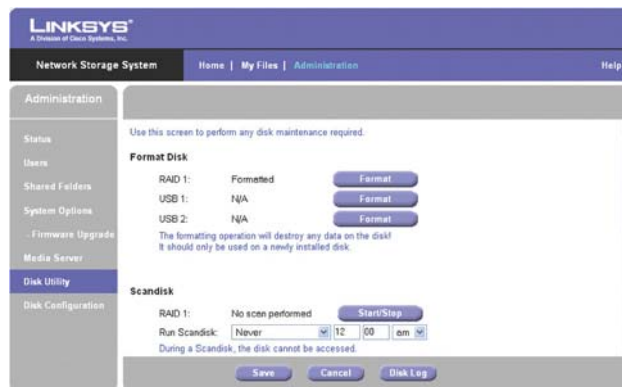 LINKSYS®
A Division of Cisco Systems, Inc.
Network Storage System
Home | My Files | Administration
Help
Administration
Status
Users
Shared Folders
System Options
- Firmware Upgrade
Media Server
Disk Utility
Disk Configuration
Use this screen to perform any disk maintenance required.
Format Disk
RAID 1: Formatted Format
USB 1: N/A Format
USB 2: N/A Format
The formatting operation will destroy any data on the disk!
It should only be used on a newly installed disk.
Scandisk
RAID 1: No scan performed Start/Stop
Run Scandisk: Never 12 00 am
During a Scandisk, the disk cannot be accessed.
Save Cancel Disk Log